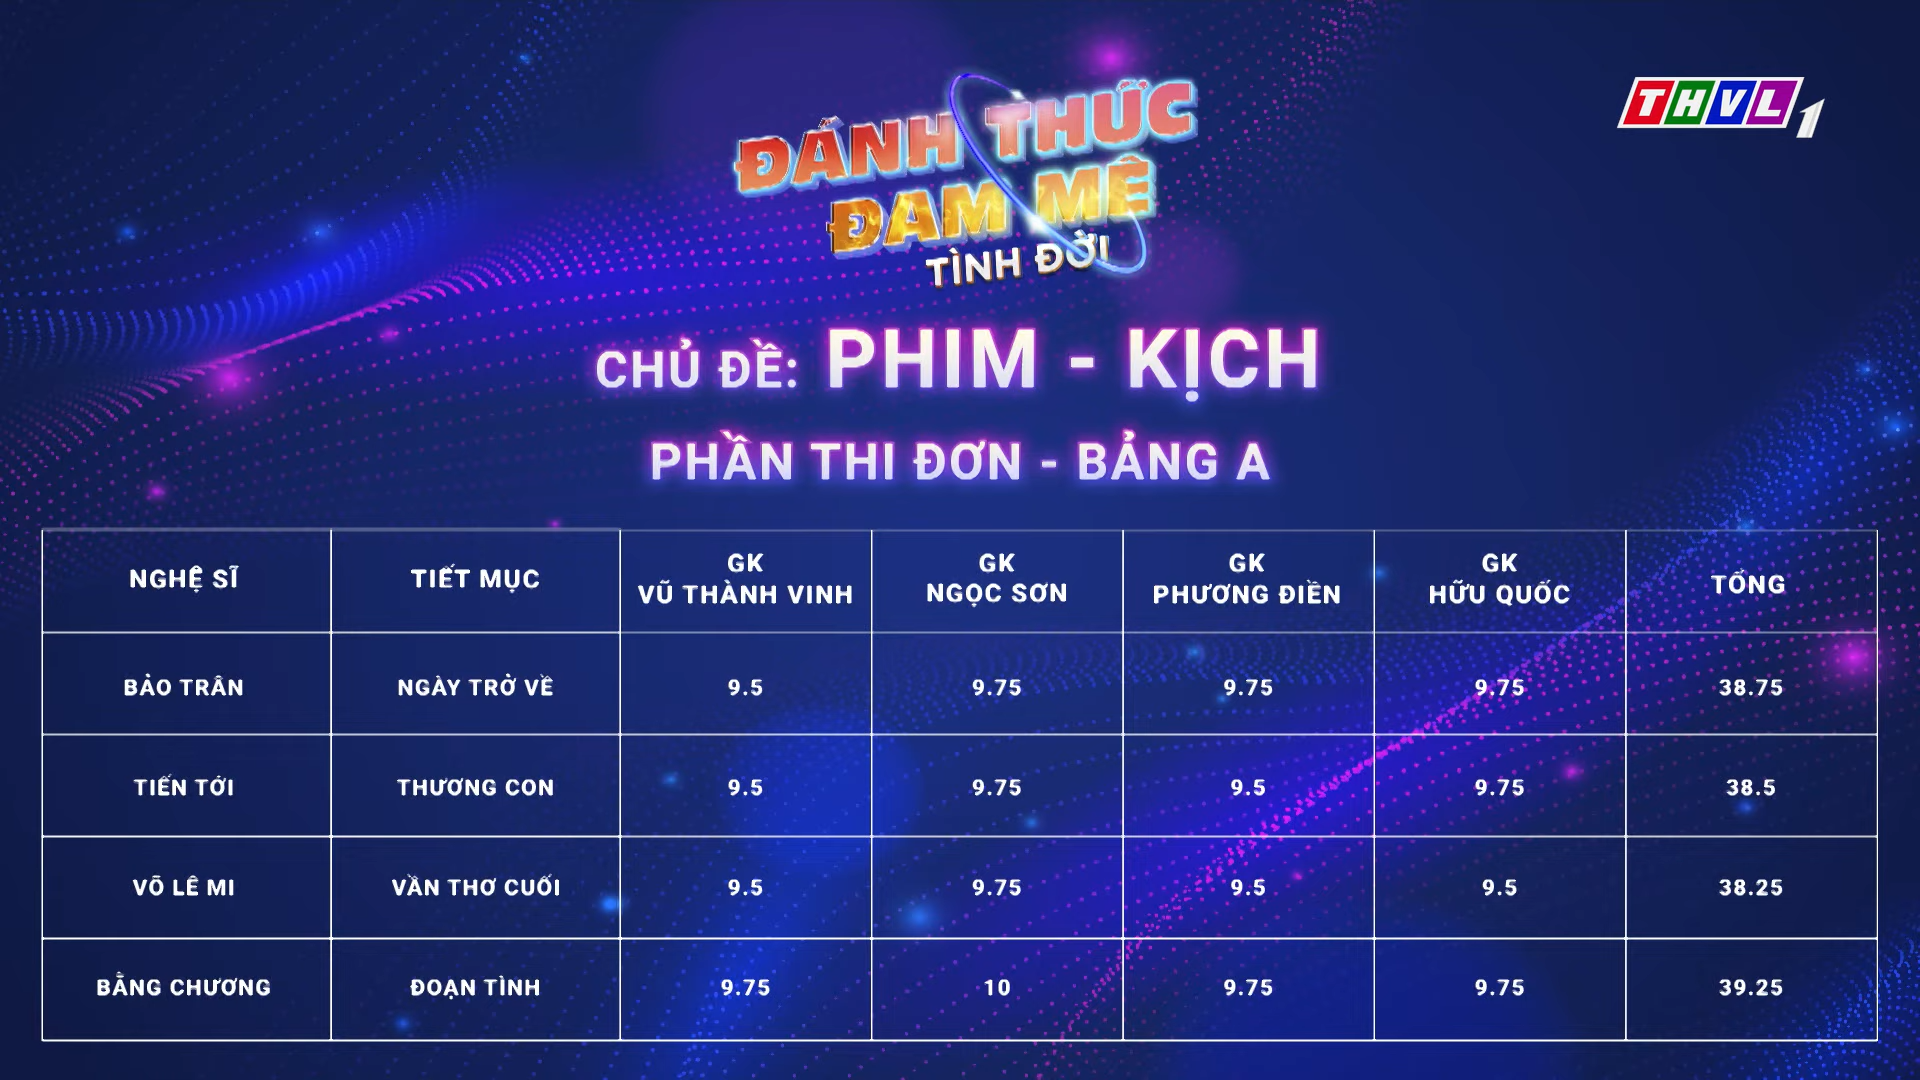 THVL1
ĐÁNH THỨC
ĐAM MÊ
TÌNH ĐỜI
CHỦ ĐỀ: PHIM - KỊCH
PHẦN THI ĐƠN - BẢNG A
NGHỆ SĨ TIẾT MỤC GK VŨ THÀNH VINH GK NGỌC SƠN GK PHƯƠNG ĐIỀN GK HỮU QUỐC TỔNG
BẢO TRÂN NGÀY TRỞ VỀ 9.5 9.75 9.75 9.75 38.75
TIẾN TỚI THƯƠNG CON 9.5 9.75 9.5 9.75 38.5
VÕ LÊ MI VẦN THƠ CUỐI 9.5 9.75 9.5 9.5 38.25
BẰNG CHƯƠNG ĐOẠN TÌNH 9.75 10 9.75 9.75 39.25